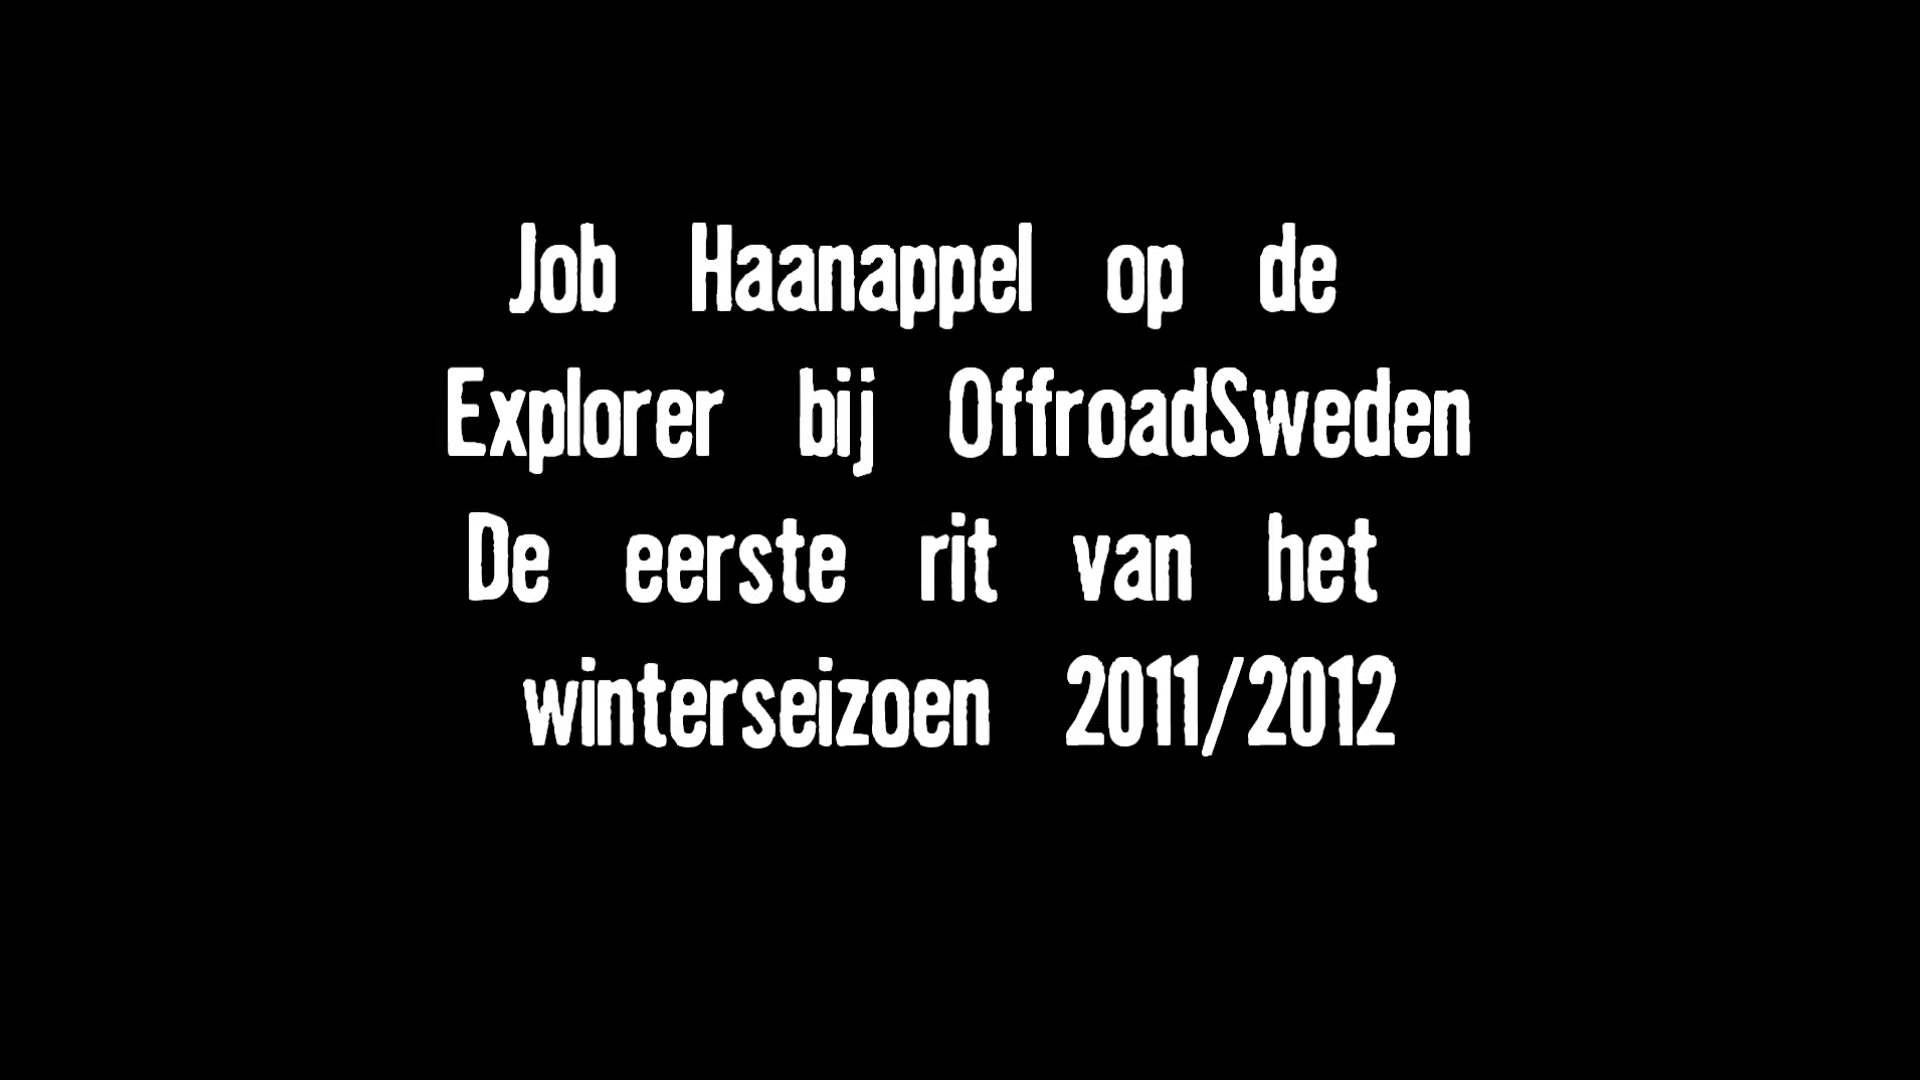 Job Haanappel op de
Explorer bij OffroadSweden
De eerste rit van het
winterseizoen 2011/2012